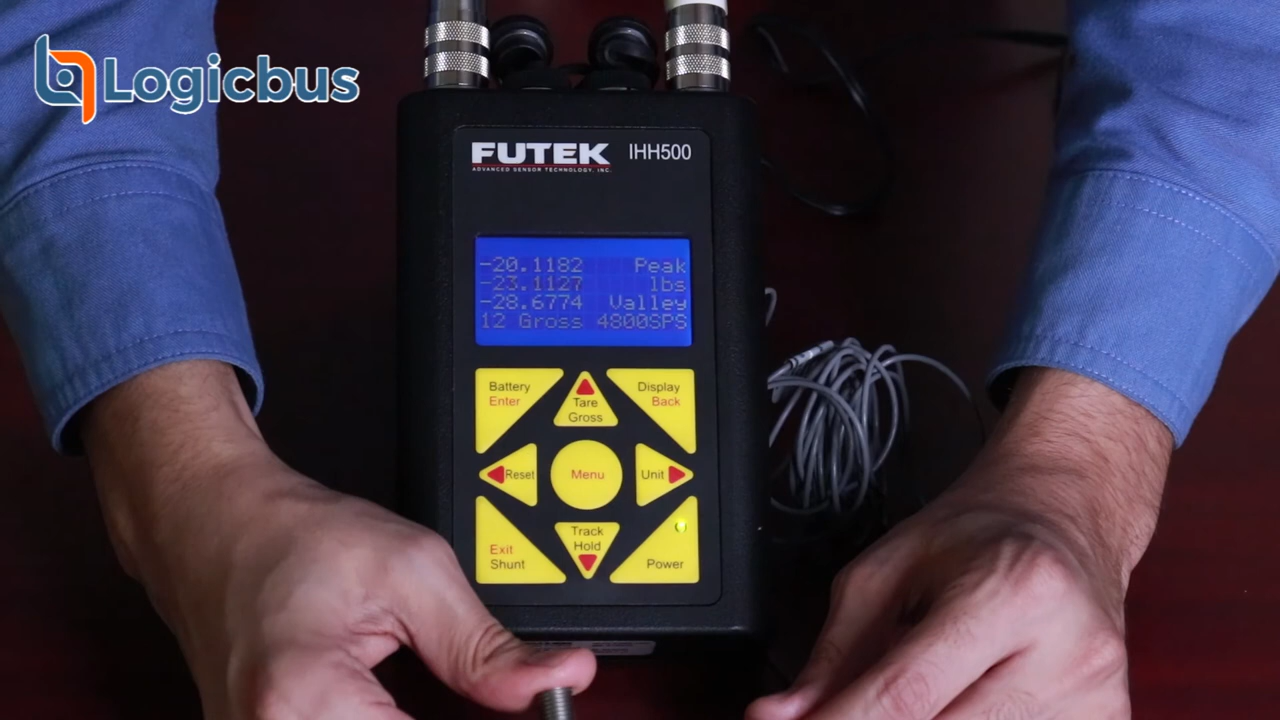 Logicbus
FUTEK IHH500
ADVANCED SENSOR TECHNOLOGY, INC.
-20.1182 Peak
-23.1127 lbs
-28.6774 Valley
12 Gross 4800SPS
Battery
Enter
Tare
Gross
Display
Back
Reset
Menu
Unit
Exit
Shunt
Track
Hold
Power